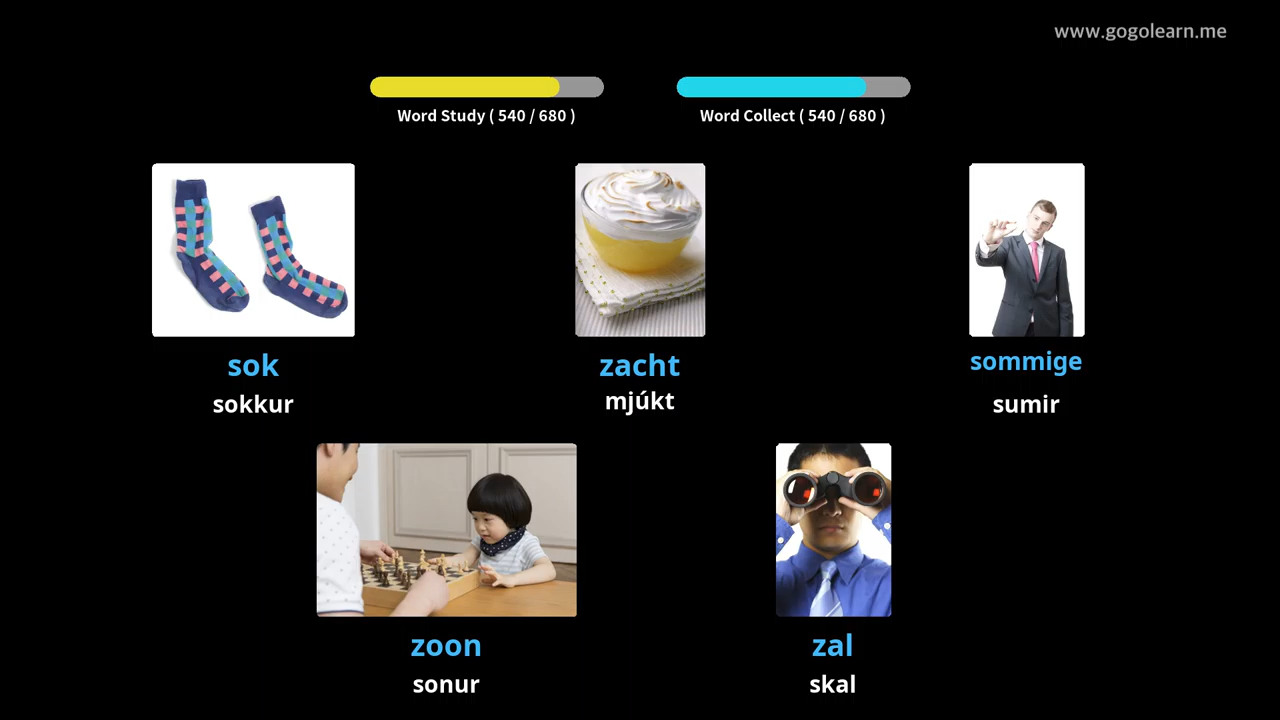 www.gogolearn.me
Word Study ( 540 / 680 )
Word Collect ( 540 / 680 )
sok
sokkur
zacht
mjúkt
sommige
sumir
zoon
sonur
zal
skal